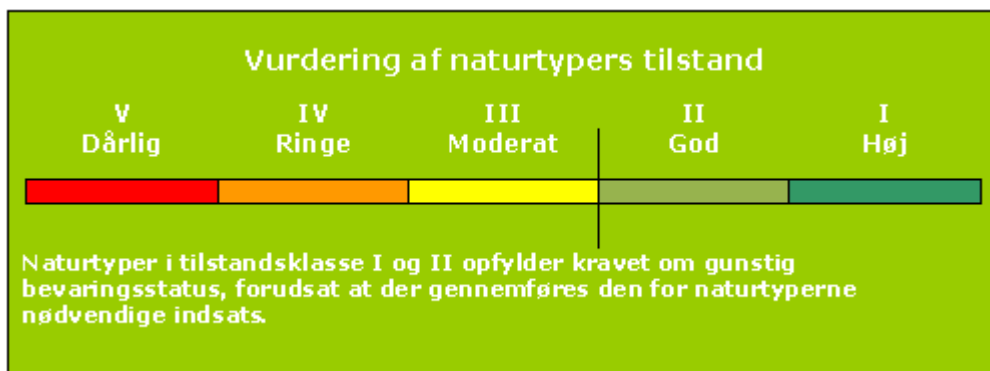 Vurdering af naturtypers tilstand
V IV III II I
Dårlig Ringe Moderat God Høj
Naturtyper i tilstandsklasse I og II opfylder kravet om gunstig
bevaringsstatus, forudsat at der gennemføres den for naturtyperne
nødvendige indsats.